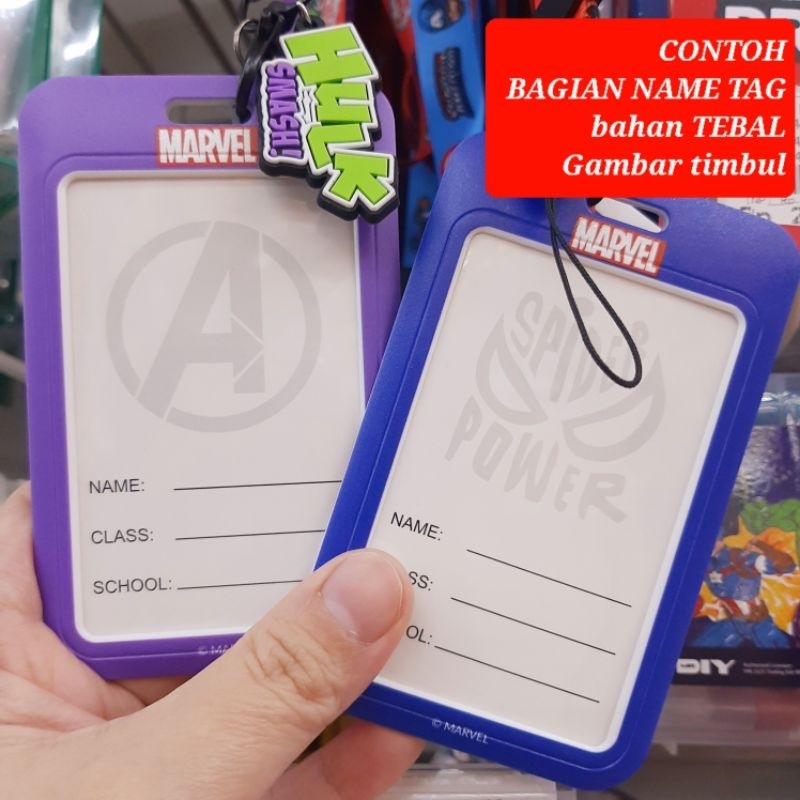 CONTOH
BAGIAN NAME TAG
bahan TEBAL
Gambar timbul
MARVEL
HULK
SMASH!
NAME:
CLASS:
SCHOOL:
MARVEL
SPIDER
POWER
NAME:
SS:
OL:
© MARVEL
DIY